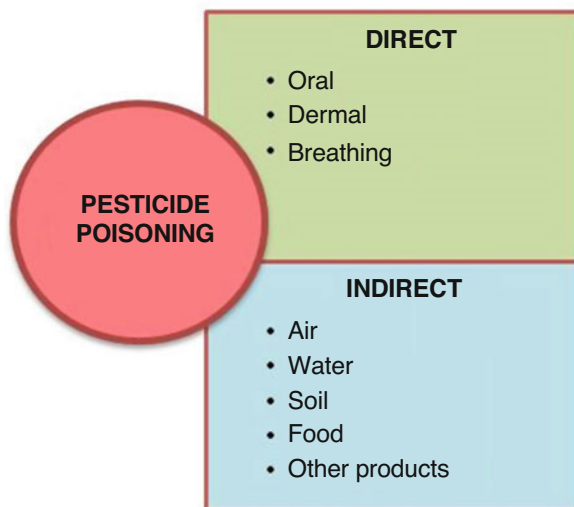 PESTICIDE
POISONING
DIRECT
• Oral
• Dermal
• Breathing
INDIRECT
• Air
• Water
• Soil
• Food
• Other products